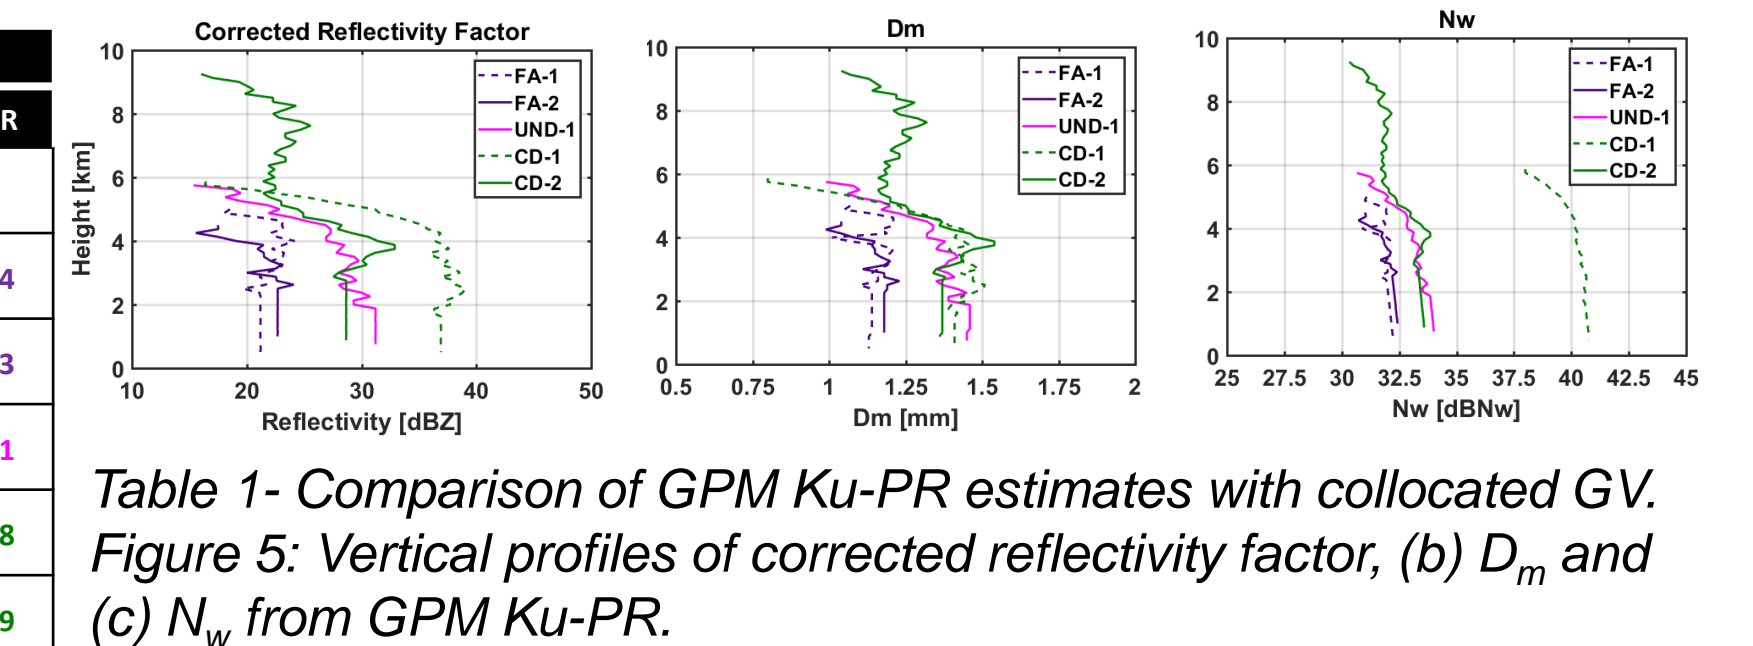 R
4
3
1
8
9
Corrected Reflectivity Factor
10
8
6
4
2
0
Height [km]
FA-1
FA-2
UND-1
CD-1
CD-2
10 20 30 40 50
Reflectivity [dBZ]
Dm
10
8
6
4
2
0
FA-1
FA-2
UND-1
CD-1
CD-2
0.5 0.75 1 1.25 1.5 1.75 2
Dm [mm]
Nw
10
8
6
4
2
0
FA-1
FA-2
UND-1
CD-1
CD-2
25 27.5 30 32.5 35 37.5 40 42.5 45
Nw [dBNw]
Table 1- Comparison of GPM Ku-PR estimates with collocated GV.
Figure 5: Vertical profiles of corrected reflectivity factor, (b) Dm and
(c) Nw from GPM Ku-PR.